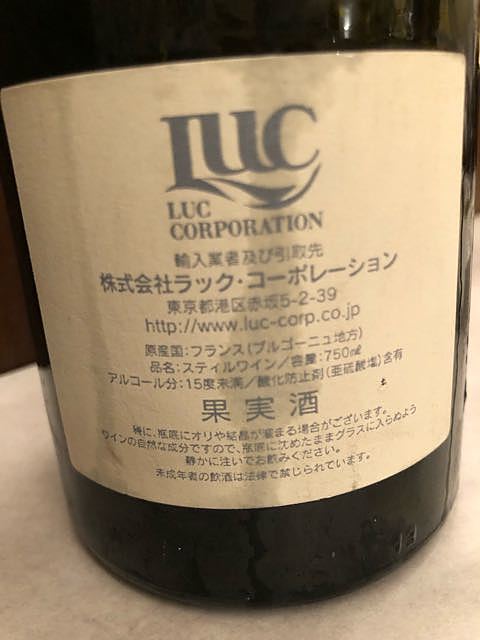 LUC
LUC
CORPORATION
輸入業者及び引取先
株式会社ラック・コーポレーション
東京都港区赤坂5-2-39
http://www.luc-corp.co.jp
原産国:フランス(ブルゴーニュ地方)
品名:スティルワイン/容量:750㎖
アルコール分:15度未満/酸化防止剤(亜硫酸塩)含有
果実酒
稀に、瓶底にオリや結晶が溜まる場合がございます。
ワインの自然な成分ですので、瓶底に沈めたままグラスに入らぬよう
静かに注いでお飲みください。
未成年者の飲酒は法律で禁じられています。